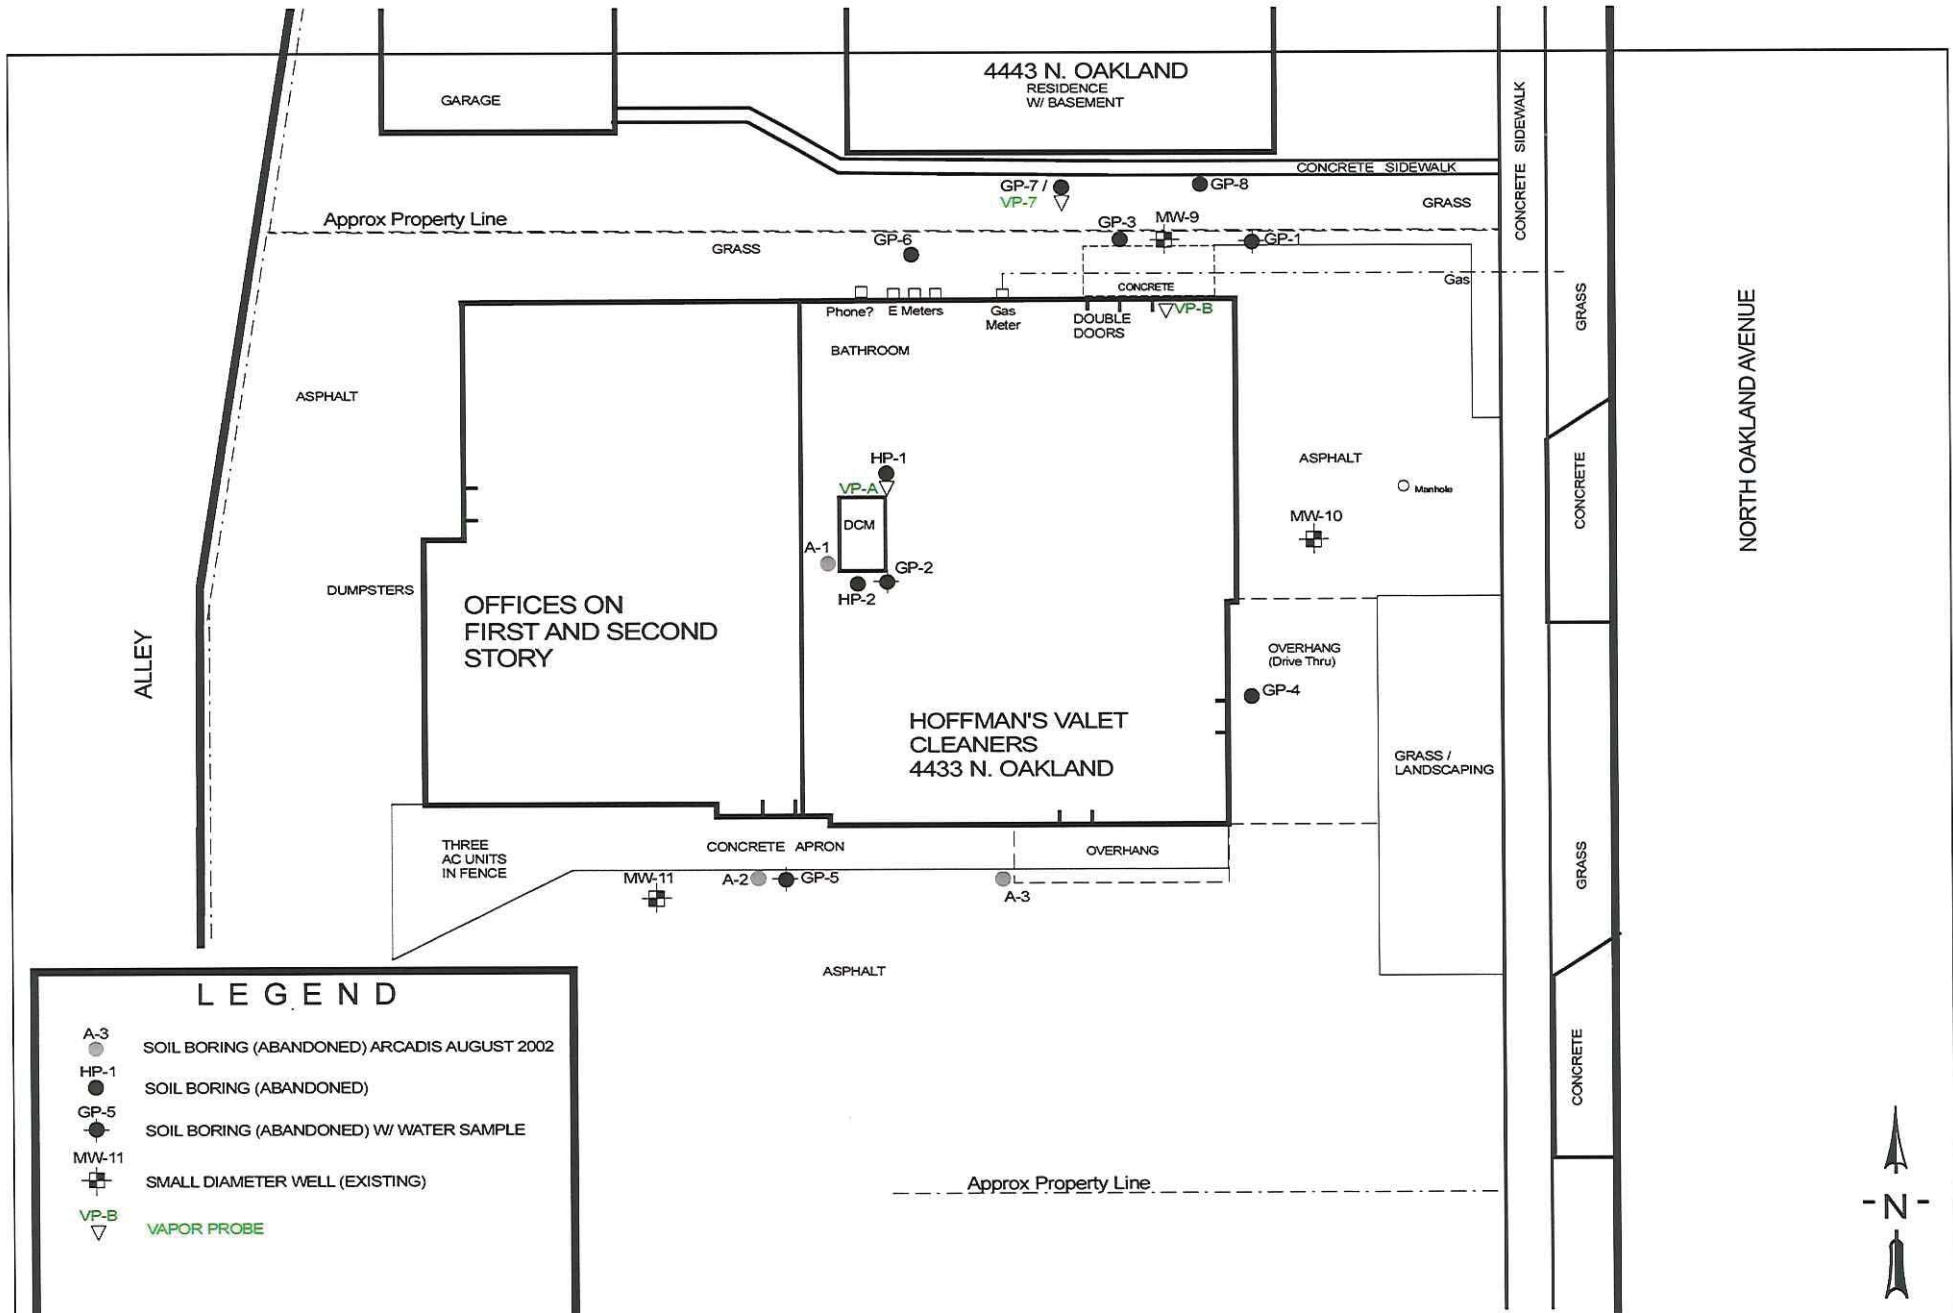 4443 N. OAKLAND
RESIDENCE
W/ BASEMENT
GARAGE
CONCRETE SIDEWALK
CONCRETE SIDEWALK
GP-7 /
VP-7
GP-8
GRASS
Approx Property Line
GP-3
MW-9
GP-1
GP-6
GRASS
Gas
CONCRETE
GRASS
Phone?
E Meters
Gas
Meter
DOUBLE
DOORS
VP-B
BATHROOM
NORTH OAKLAND AVENUE
ASPHALT
HP-1
VP-A
DCM
A-1
GP-2
HP-2
ASPHALT
Manhole
MW-10
CONCRETE
DUMPSTERS
OFFICES ON
FIRST AND SECOND
STORY
ALLEY
OVERHANG
(Drive Thru)
GP-4
HOFFMAN'S VALET
CLEANERS
4433 N. OAKLAND
GRASS /
LANDSCAPING
THREE
AC UNITS
IN FENCE
CONCRETE APRON
OVERHANG
GRASS
MW-11
A-2
GP-5
A-3
ASPHALT
LEGEND
A-3
SOIL BORING (ABANDONED) ARCADIS AUGUST 2002
HP-1
SOIL BORING (ABANDONED)
GP-5
SOIL BORING (ABANDONED) W/ WATER SAMPLE
MW-11
SMALL DIAMETER WELL (EXISTING)
VP-B
VAPOR PROBE
CONCRETE
Approx Property Line
-N-